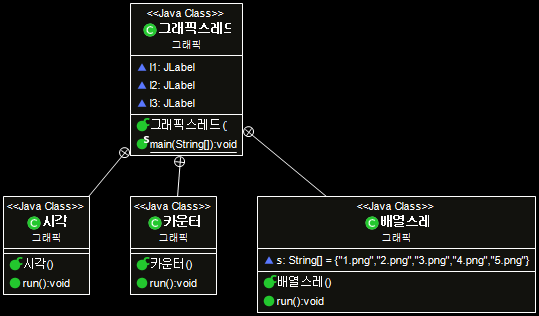 <<Java Class>>
그래픽스레드
그래픽
l1: JLabel
l2: JLabel
l3: JLabel
그래픽스레드(
main(String[]):void
<<Java Class>>
시각
그래픽
시각()
run():void
<<Java Class>>
카운터
그래픽
카운터()
run():void
<<Java Class>>
배열스레
그래픽
s: String[] = {"1.png","2.png","3.png","4.png","5.png"}
배열스레()
run():void